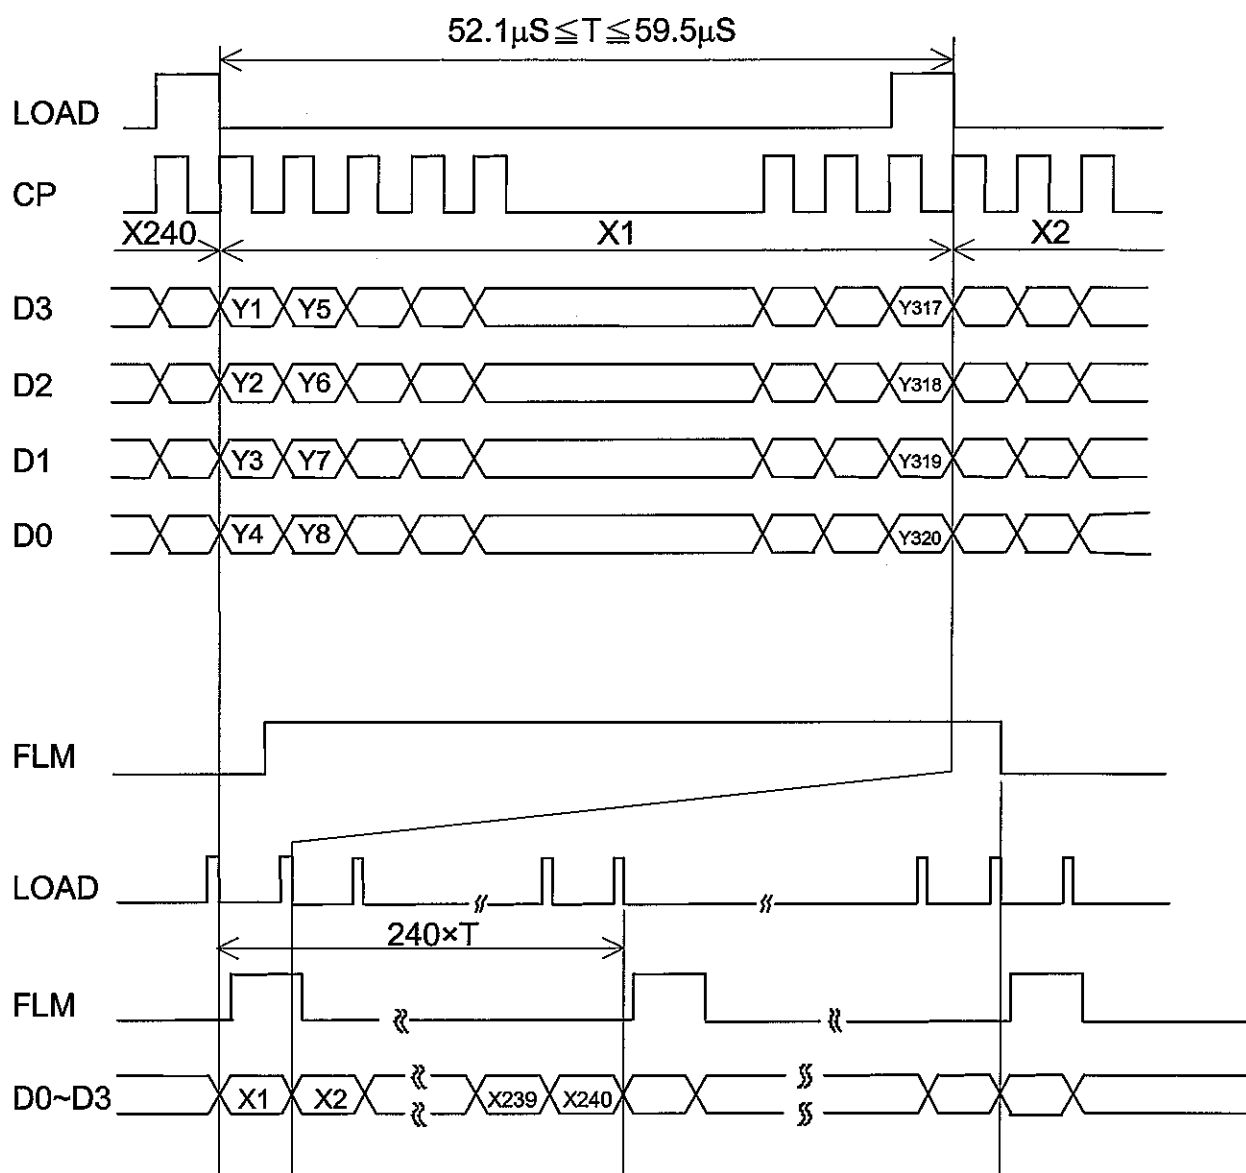 52.1μS≦T≦59.5μS
LOAD
CP
X240 X1 X2
D3 Y1 Y5 Y317
D2 Y2 Y6 Y318
D1 Y3 Y7 Y319
D0 Y4 Y8 Y320
FLM
LOAD
240×T
FLM
D0~D3 X1 X2 X239 X240